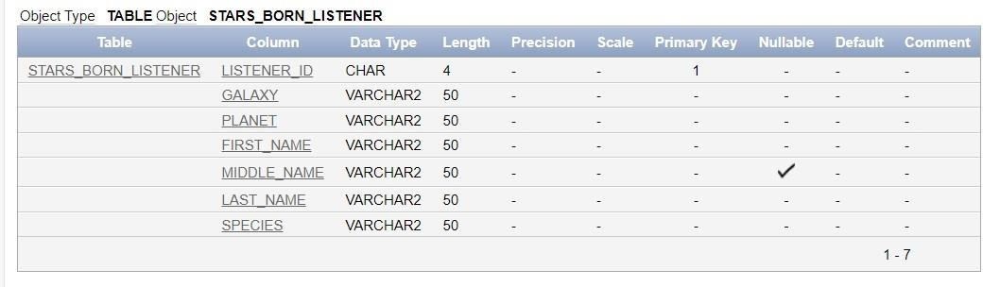 Object Type TABLE Object STARS_BORN_LISTENER
Table Column Data Type Length Precision Scale Primary Key Nullable Default Comment
STARS_BORN_LISTENER LISTENER_ID CHAR 4 - - 1 - - -
GALAXY VARCHAR2 50 - - - - - -
PLANET VARCHAR2 50 - - - - - -
FIRST_NAME VARCHAR2 50 - - - - - -
MIDDLE_NAME VARCHAR2 50 - - - ✓ - -
LAST_NAME VARCHAR2 50 - - - - - -
SPECIES VARCHAR2 50 - - - - - -
1 - 7